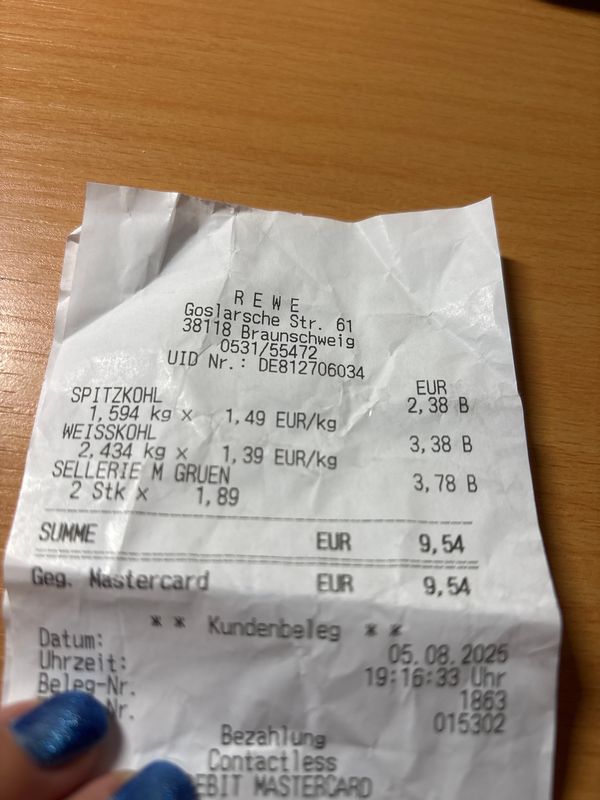 R E W E
Goslarsche Str. 61
38118 Braunschweig
0531/55472
UID Nr.: DE812706034
EUR
SPITZKOHL 2,38 B
1,594 kg x 1,49 EUR/kg
WEISSKOHL 3,38 B
2,434 kg x 1,39 EUR/kg
SELLERIE M GRUEN 3,78 B
2 Stk x 1,89
SUMME EUR 9,54
Geg. Mastercard EUR 9,54
* * Kundenbeleg * *
Datum: 05.08.2025
Uhrzeit: 19:16:33 Uhr
Beleg-Nr. 1863
Nr. 015302
Bezahlung
Contactless
EBIT MASTERCARD